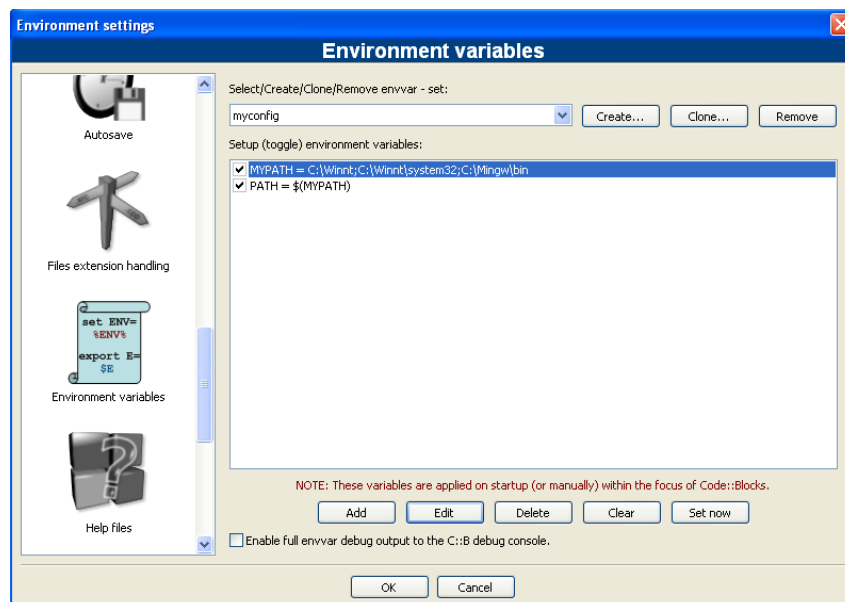 Environment settings
Environment variables
Autosave
Files extension handling
set ENV=
%ENV%
export E=
$E
Environment variables
Help files
Select/Create/Clone/Remove envvar - set:
myconfig
Create...
Clone...
Remove
Setup (toggle) environment variables:
MYPATH = C:\Winnt;C:\Winnt\system32;C:\Mingw\bin
PATH = $(MYPATH)
NOTE: These variables are applied on startup (or manually) within the focus of Code::Blocks.
Add
Edit
Delete
Clear
Set now
Enable full envvar debug output to the C::B debug console.
OK
Cancel